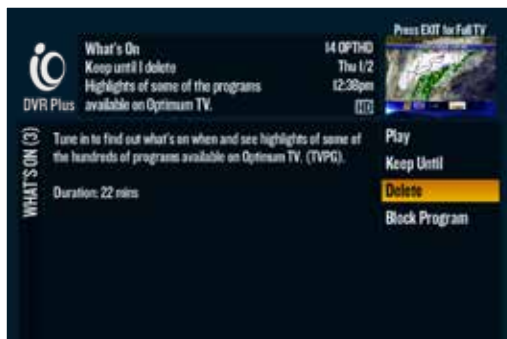 Press EXIT for Full TV
iO
DVR Plus
What's On
14 OPTHD
Keep until I delete
Thu 1/2
Highlights of some of the programs
12:38pm
available on Optimum TV.
HD
WHAT'S ON (3)
Tune in to find out what's on when and see highlights of some of
the hundreds of programs available on Optimum TV. (TVPG).
Duration: 22 mins
Play
Keep Until
Delete
Block Program